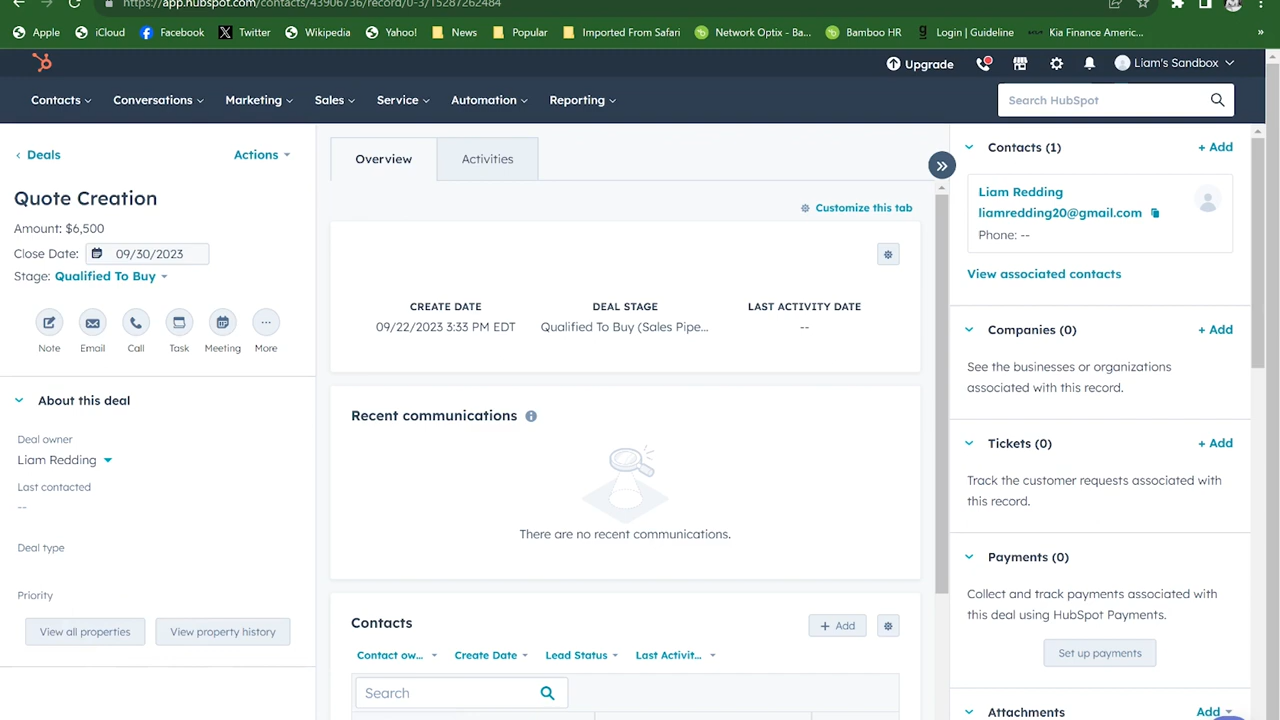 https://app.hubspot.com/contacts/43906736/record/0-3/15287262484
Apple iCloud Facebook Twitter Wikipedia Yahoo! News Popular Imported From Safari Network Optix - Ba... Bamboo HR Login | Guideline Kia Finance Americ... »
Upgrade Liam's Sandbox
Contacts Conversations Marketing Sales Service Automation Reporting Search HubSpot
Deals Actions
Quote Creation
Amount: $6,500
Close Date: 09/30/2023
Stage: Qualified To Buy
Note Email Call Task Meeting More
About this deal
Deal owner
Liam Redding
Last contacted
--
Deal type
Priority
View all properties View property history
Overview Activities
Customize this tab
CREATE DATE DEAL STAGE LAST ACTIVITY DATE
09/22/2023 3:33 PM EDT Qualified To Buy (Sales Pipe... --
Recent communications
There are no recent communications.
Contacts + Add
Contact ow... Create Date Lead Status Last Activit...
Search
Contacts (1) + Add
Liam Redding
liamredding20@gmail.com
Phone: --
View associated contacts
Companies (0) + Add
See the businesses or organizations
associated with this record.
Tickets (0) + Add
Track the customer requests associated with
this record.
Payments (0)
Collect and track payments associated with
this deal using HubSpot Payments.
Set up payments
Attachments Add